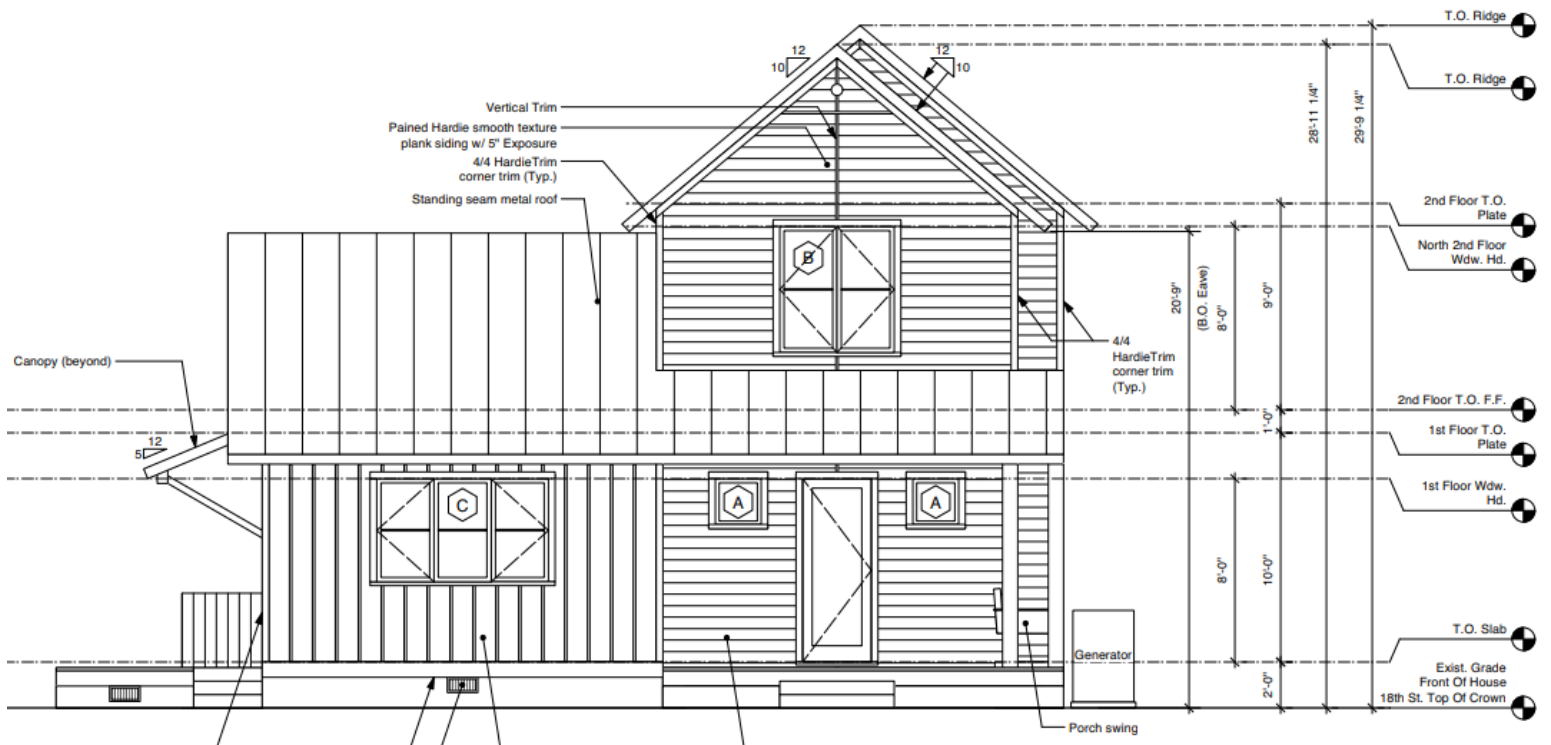 T.O. Ridge
12
10
12
10
T.O. Ridge
28'-11 1/4"
29'-9 1/4"
Vertical Trim
Pained Hardie smooth texture
plank siding w/ 5" Exposure
4/4 HardieTrim
corner trim (Typ.)
Standing seam metal roof
2nd Floor T.O.
Plate
North 2nd Floor
Wdw. Hd.
B
20'-9"
(B.O. Eave)
8'-0"
9'-0"
4/4
HardieTrim
corner trim
(Typ.)
Canopy (beyond)
2nd Floor T.O. F.F.
1'-0"
1st Floor T.O.
Plate
12
5
1st Floor Wdw.
Hd.
C
A
A
8'-0"
10'-0"
T.O. Slab
Generator
Exist. Grade
Front Of House
18th St. Top Of Crown
2'-0"
Porch swing